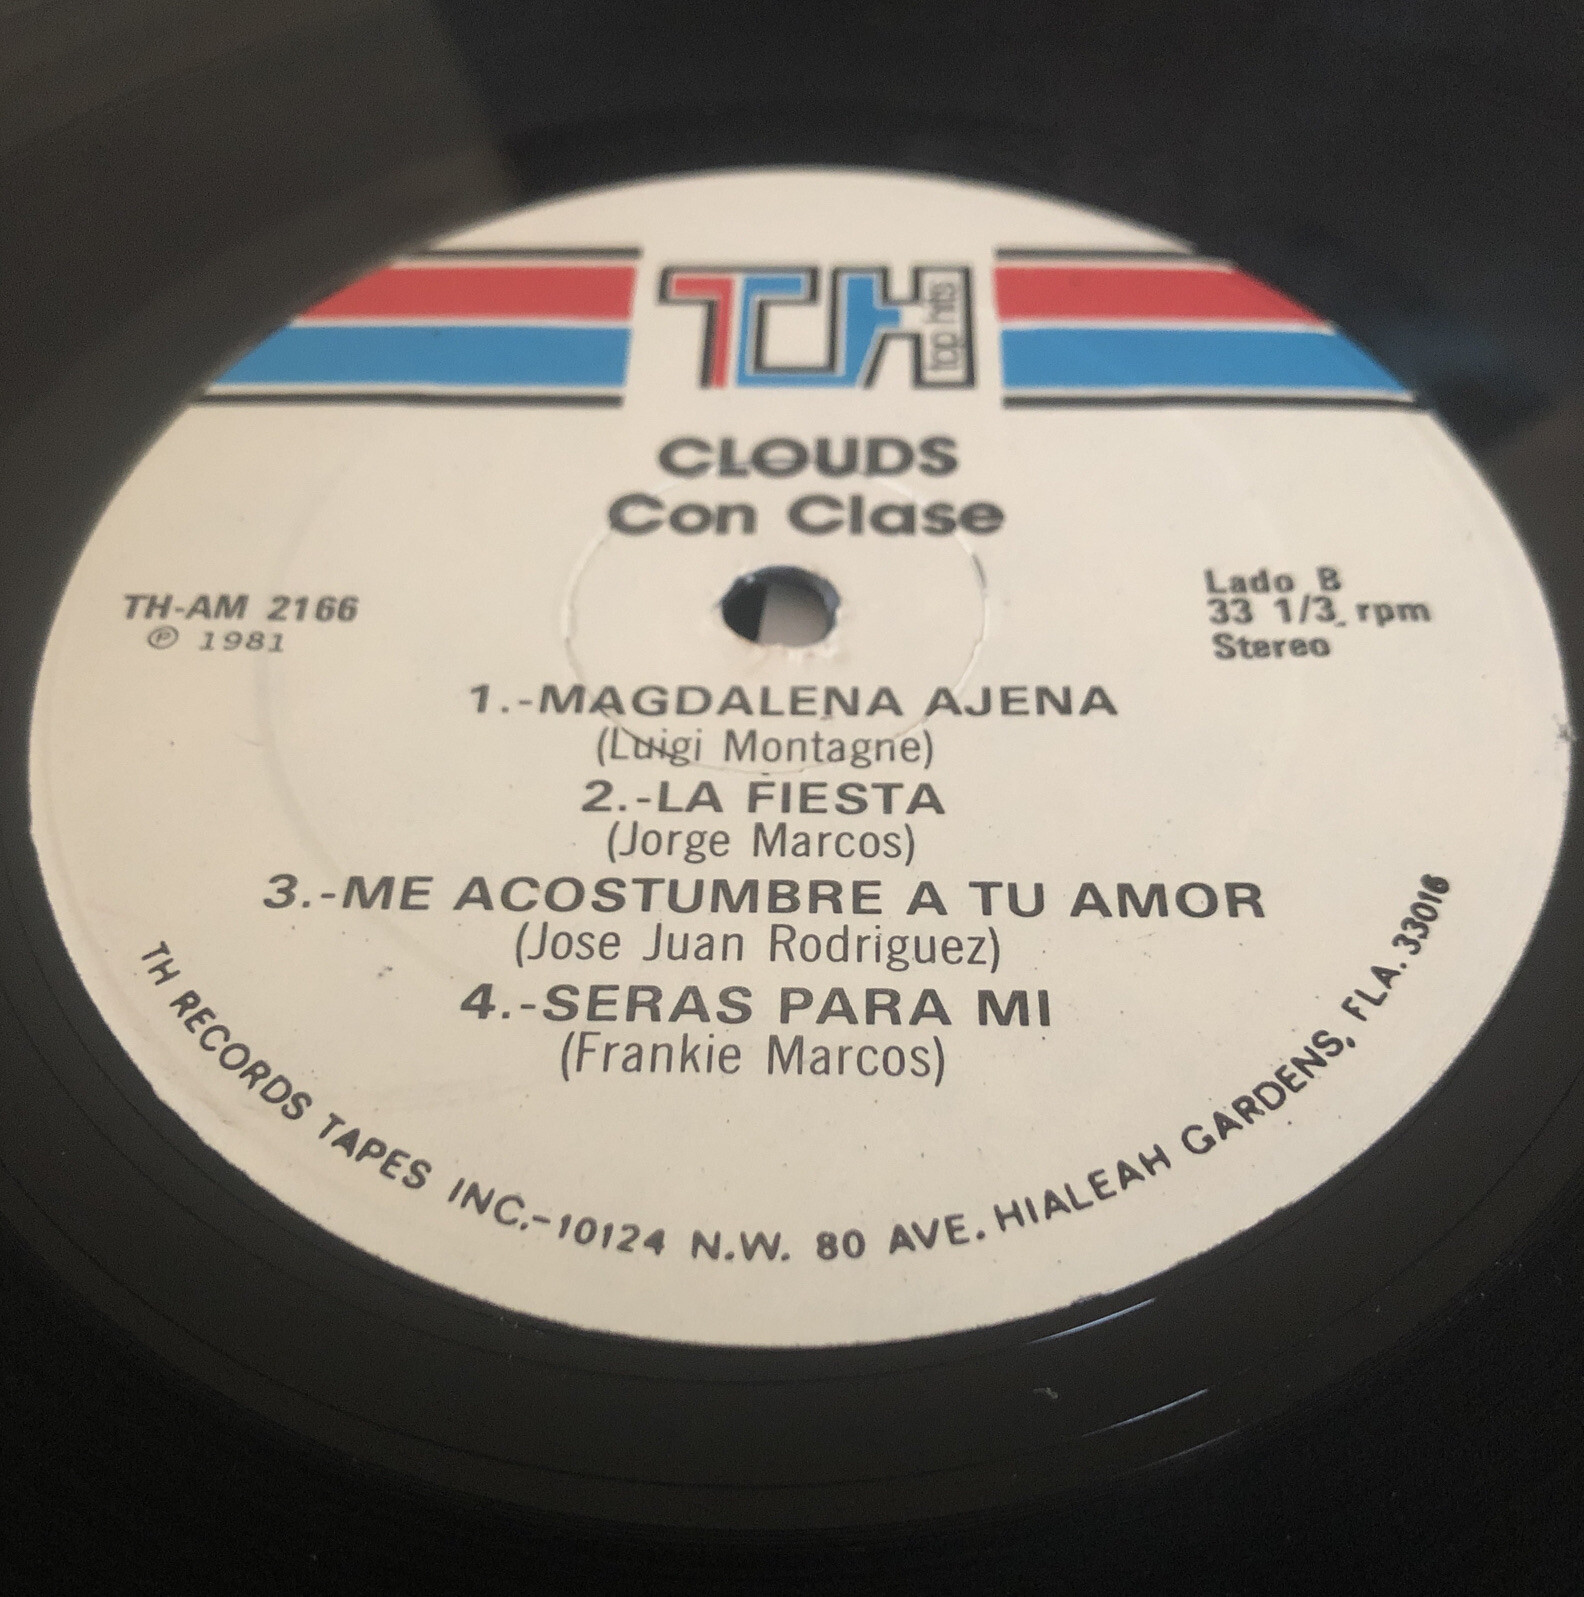 TH top hits
CLOUDS
Con Clase
TH-AM 2166
℗ 1981
Lado B
33 1/3 rpm
Stereo
1.-MAGDALENA AJENA
(Luigi Montagne)
2.-LA FIESTA
(Jorge Marcos)
3.-ME ACOSTUMBRE A TU AMOR
(Jose Juan Rodriguez)
4.-SERAS PARA MI
(Frankie Marcos)
TH RECORDS TAPES INC.-10124 N.W. 80 AVE. HIALEAH GARDENS, FLA. 33016